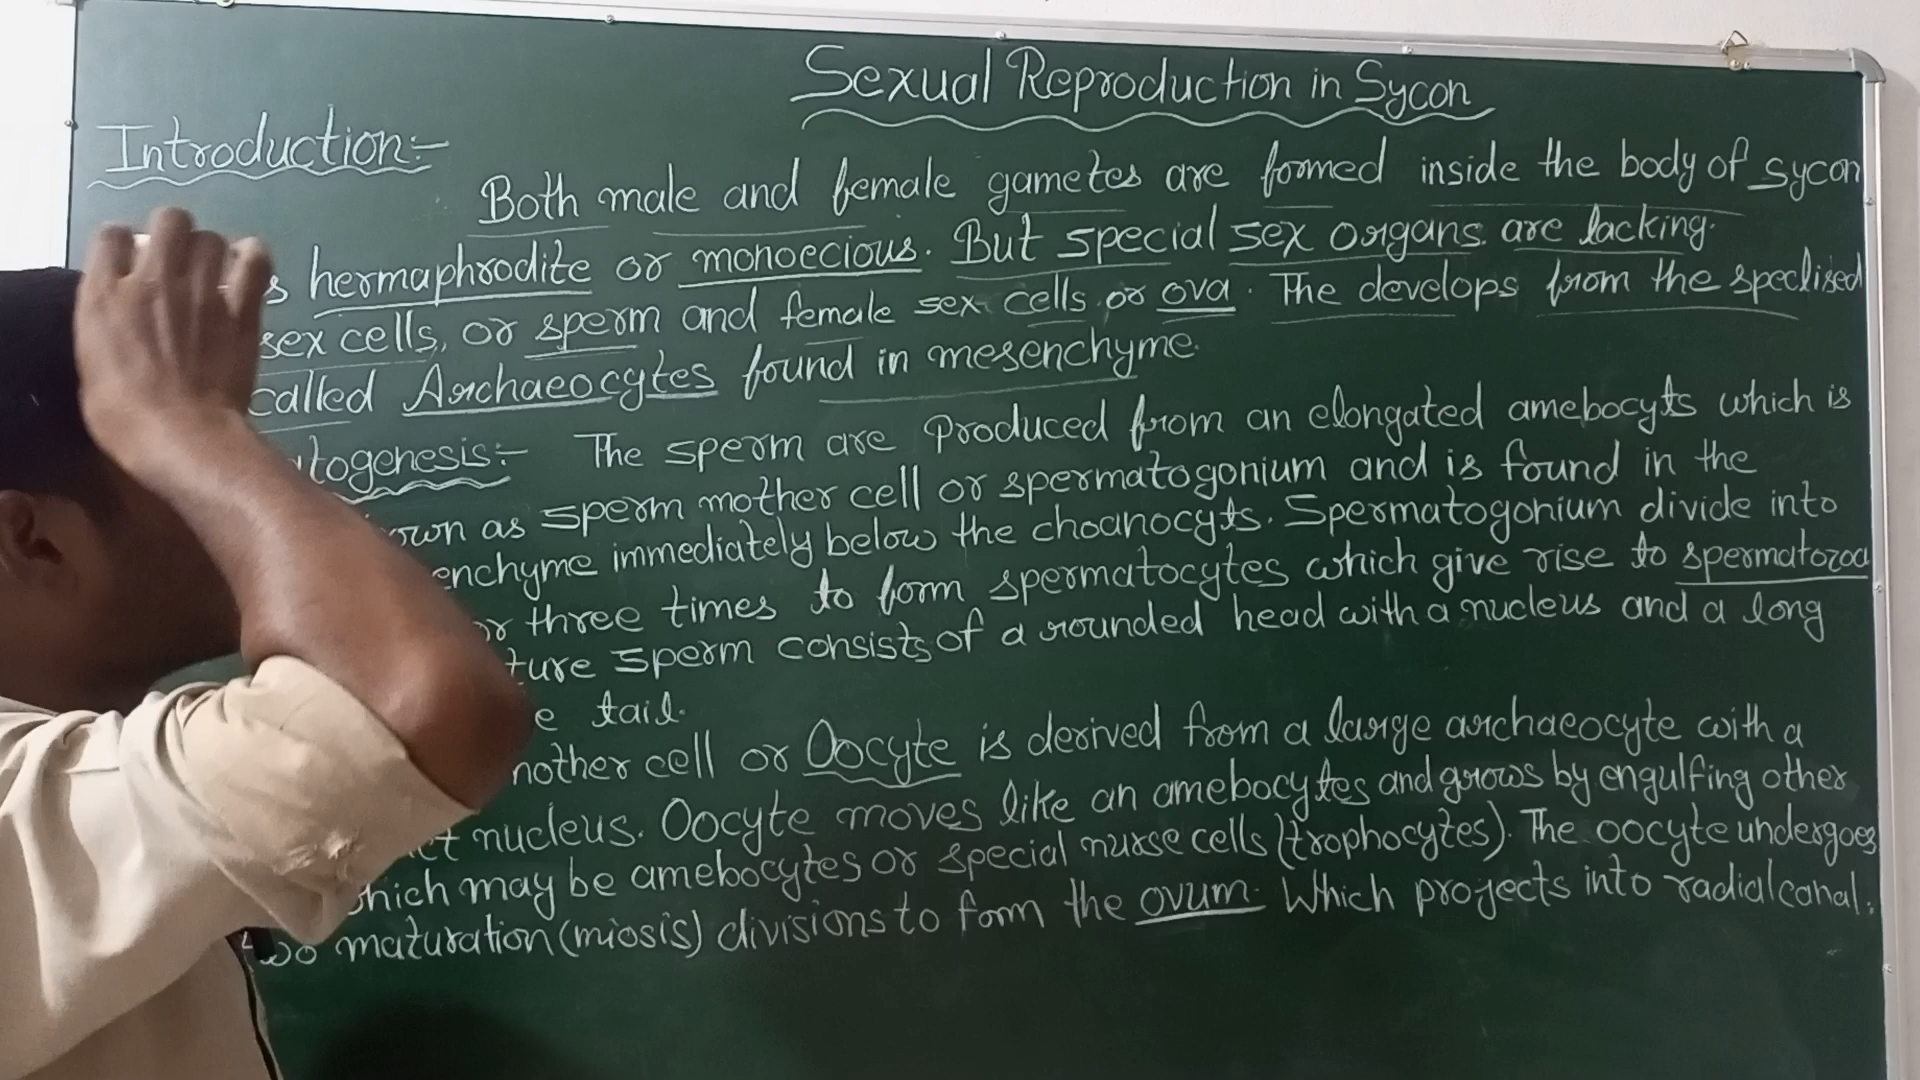 Sexual Reproduction in Sycon
Introduction:-
Both male and female gametes are formed inside the body of sycon
hermaphrodite or monoecious. But special sex organs are lacking.
sex cells, or sperm and female sex cells or ova. The develops from the speclised
called Archaeocytes found in mesenchyme.
togenesis:- The sperm are produced from an elongated amebocyts which is
own as sperm mother cell or spermatogonium and is found in the
enchyme immediately below the choanocyts. Spermatogonium divide into
or three times to form spermatocytes which give rise to spermatozoa
ture sperm consists of a rounded head with a nucleus and a long
e tail.
mother cell or Oocyte is derived from a large archaeocyte with a
nucleus. Oocyte moves like an amebocytes and grows by engulfing other
which may be amebocytes or special nurse cells (trophocytes). The oocyte undergoes
wo maturation (miosis) divisions to form the ovum. Which projects into radial canal.